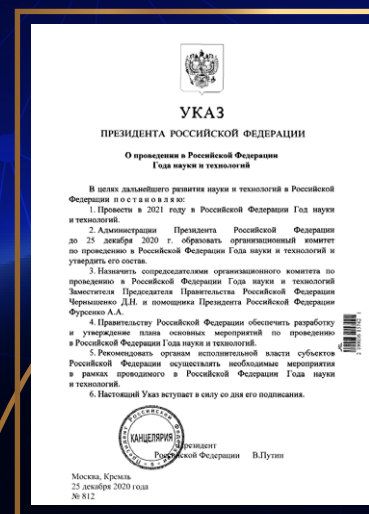 УКАЗ
ПРЕЗИДЕНТА РОССИЙСКОЙ ФЕДЕРАЦИИ
О проведении в Российской Федерации
Года науки и технологий
В целях дальнейшего развития науки и технологий в Российской
Федерации п о с т а н о в л я ю:
1. Провести в 2021 году в Российской Федерации Год науки
и технологий.
2. Администрации Президента Российской Федерации
до 25 декабря 2020 г. образовать организационный комитет
по проведению в Российской Федерации Года науки и технологий и
утвердить его состав.
3. Назначить сопредседателями организационного комитета по
проведению в Российской Федерации Года науки и технологий
Заместителя Председателя Правительства Российской Федерации
Чернышенко Д.Н. и помощника Президента Российской Федерации
Фурсенко А.А.
4. Правительству Российской Федерации обеспечить разработку
и утверждение плана основных мероприятий по проведению
в Российской Федерации Года науки и технологий.
5. Рекомендовать органам исполнительной власти субъектов
Российской Федерации осуществлять необходимые мероприятия
в рамках проводимого в Российской Федерации Года науки
и технологий.
6. Настоящий Указ вступает в силу со дня его подписания.
КАНЦЕЛЯРИЯ
Президент
Российской Федерации В.Путин
Москва, Кремль
25 декабря 2020 года
№ 812